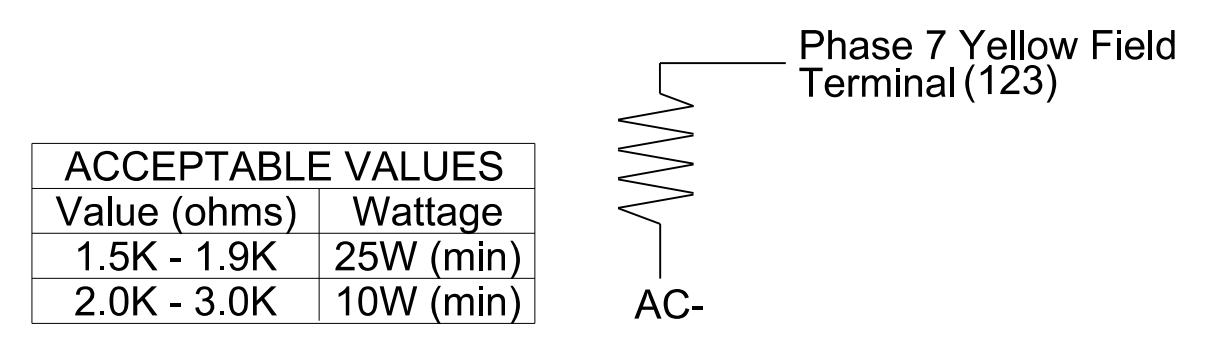 Phase 7 Yellow Field
Terminal (123)
ACCEPTABLE VALUES
Value (ohms) Wattage
1.5K - 1.9K 25W (min)
2.0K - 3.0K 10W (min)
AC-